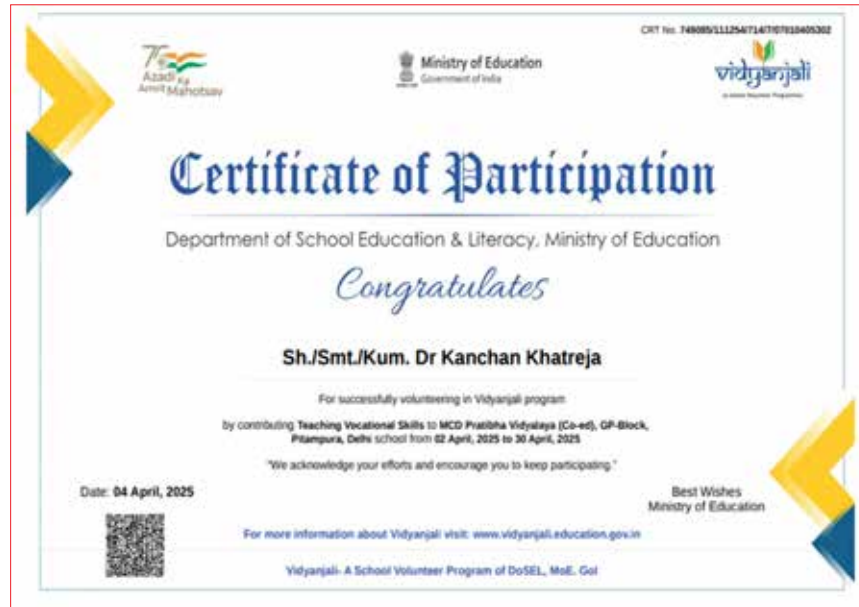 CRT No. 749085/111254/714/7/07010405302
75
Azadi Ka
Amrit Mahotsav
Ministry of Education
Government of India
vidyanjali
Certificate of Participation
Department of School Education & Literacy, Ministry of Education
Congratulates
Sh./Smt./Kum. Dr Kanchan Khatreja
For successfully volunteering in Vidyanjali program
by contributing Teaching Vocational Skills to MCD Pratibha Vidyalaya (Co-ed), GP-Block,
Pitampura, Delhi school from 02 April, 2025 to 30 April, 2025
"We acknowledge your efforts and encourage you to keep participating."
Date: 04 April, 2025
Best Wishes
Ministry of Education
For more information about Vidyanjali visit: www.vidyanjali.education.gov.in
Vidyanjali- A School Volunteer Program of DoSEL, MoE. GoI